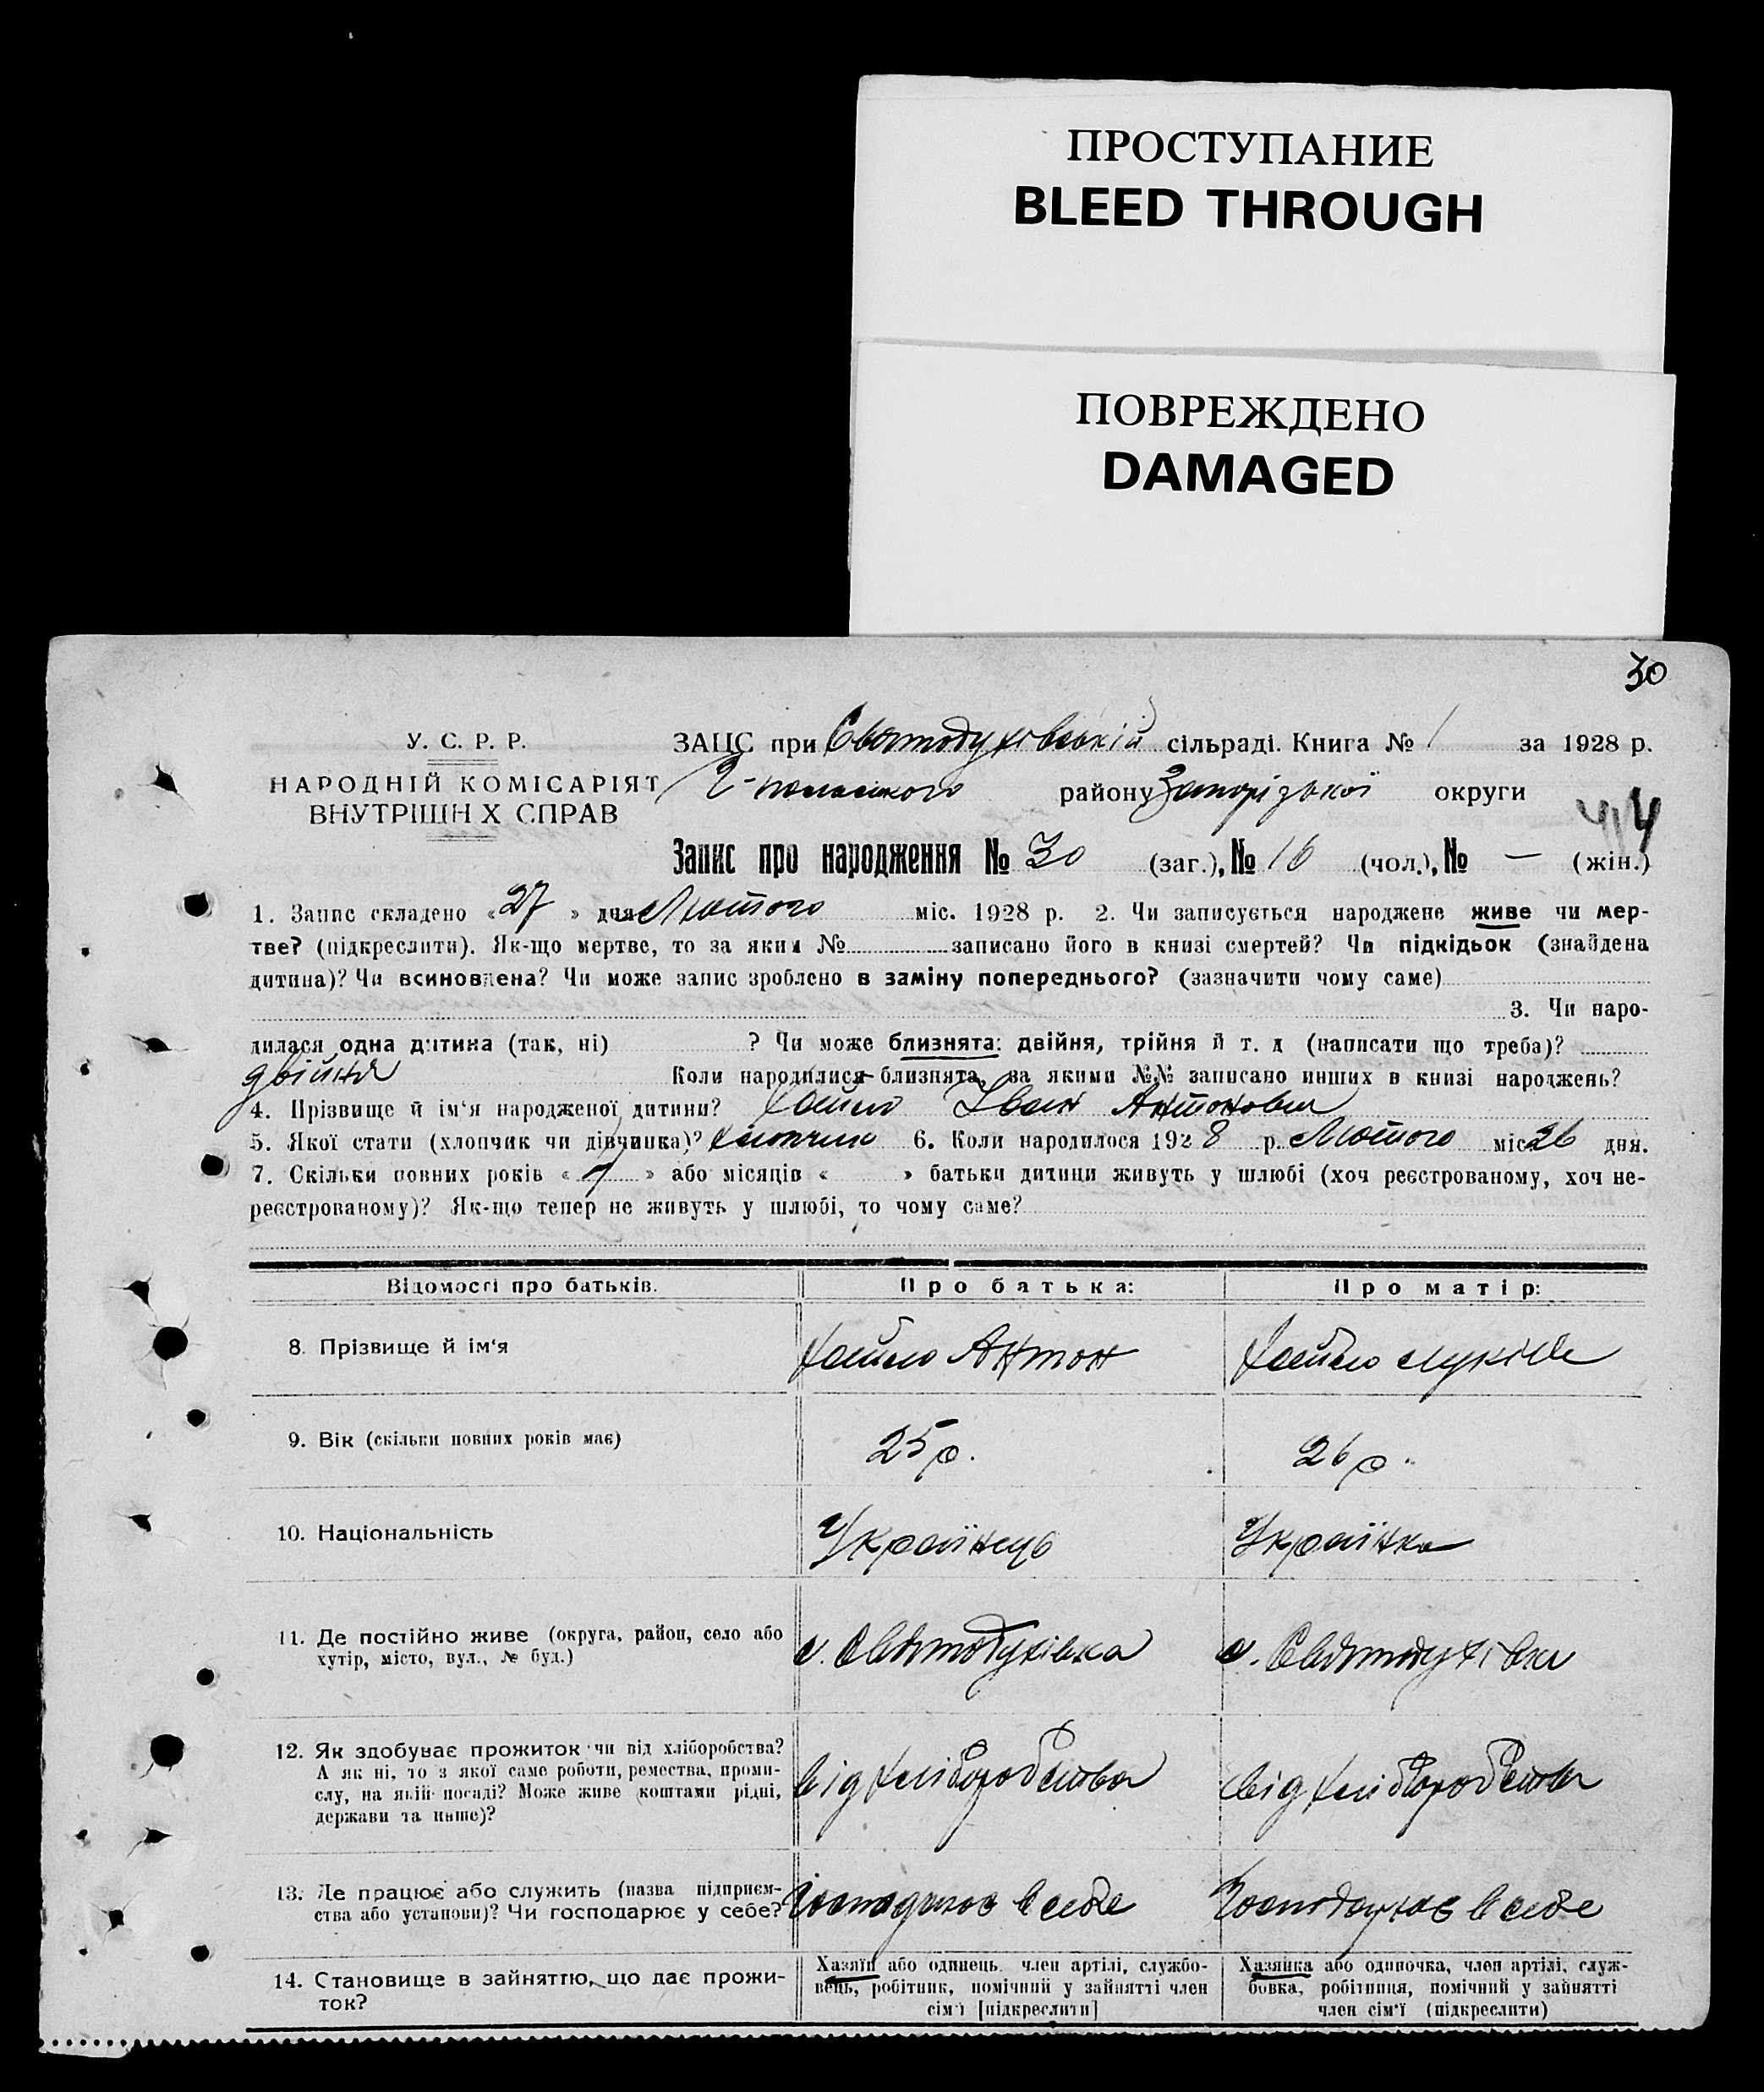 ПРОСТУПАНИЕ
BLEED THROUGH
ПОВРЕЖДЕНО
DAMAGED
30
У. С. Р. Р.
НАРОДНІЙ КОМІСАРІЯТ
ВНУТРІШН Х СПРАВ
ЗАЦС при Святодухівській сільраді. Книга № 1 за 1928 р.
району Запорізької округи
44
Запис про народження № 30 (заг.), № 16 (чол.), № — (жін.)
1. Запис складено « 27 » дня Лютого міс. 1928 р. 2. Чи записується народжене живе чи мер-
тве? (підкреслити). Як-що мертве, то за яким № записано його в книзі смертей? Чи підкідьок (знайдена
дитина)? Чи всиновлена? Чи може запис зроблено в заміну попереднього? (зазначити чому саме)
3. Чи наро-
дилася одна дитина (так, ні) ? Чи може близнята: двійня, трійня й т. д (написати що треба)?
двійня Коли народилися близнята, за якими №№ записано инших в книзі народжень?
4. Прізвище й ім'я народженої дитини? Іван Антонович
5. Якої стати (хлопчик чи дівчинка)? хлопчик 6. Коли народилося 1928 р. Лютого міс 26 дня.
7. Скільки повних років « 7 » або місяців « » батьки дитини живуть у шлюбі (хоч реєстрованому, хоч не-
реєстрованому)? Як-що тепер не живуть у шлюбі, то чому саме?
Відомості про батьків. Про батька: Про матір:
8. Прізвище й ім'я Антон
9. Вік (скільки повних років має) 25 р. 26 р.
10. Національність Українець Українка
11. Де постійно живе (округа, район, село або
хутір, місто, вул., № буд.) с. Святодухівка с. Святодухівка
12. Як здобуває прожиток чи від хліборобства?
А як ні, то з якої саме роботи, ремества, проми-
слу, на якій посаді? Може живе коштами рідні,
держави та инше)? від хліборобства від хліборобства
13. Де працює або служить (назва підприєм-
ства або установи)? Чи господарює у себе? Господарює в себе Господарює в себе
14. Становище в зайняттю, що дає прожи-
ток?
Хазяїн або одинець член артілі, службо-
вець, робітник, помічний у зайнятті член
сім'ї [підкреслити]
Хазяйка або одиночка, член артілі, служ-
бовка, робітниця, помічний у зайнятті
член сім'ї (підкреслити)